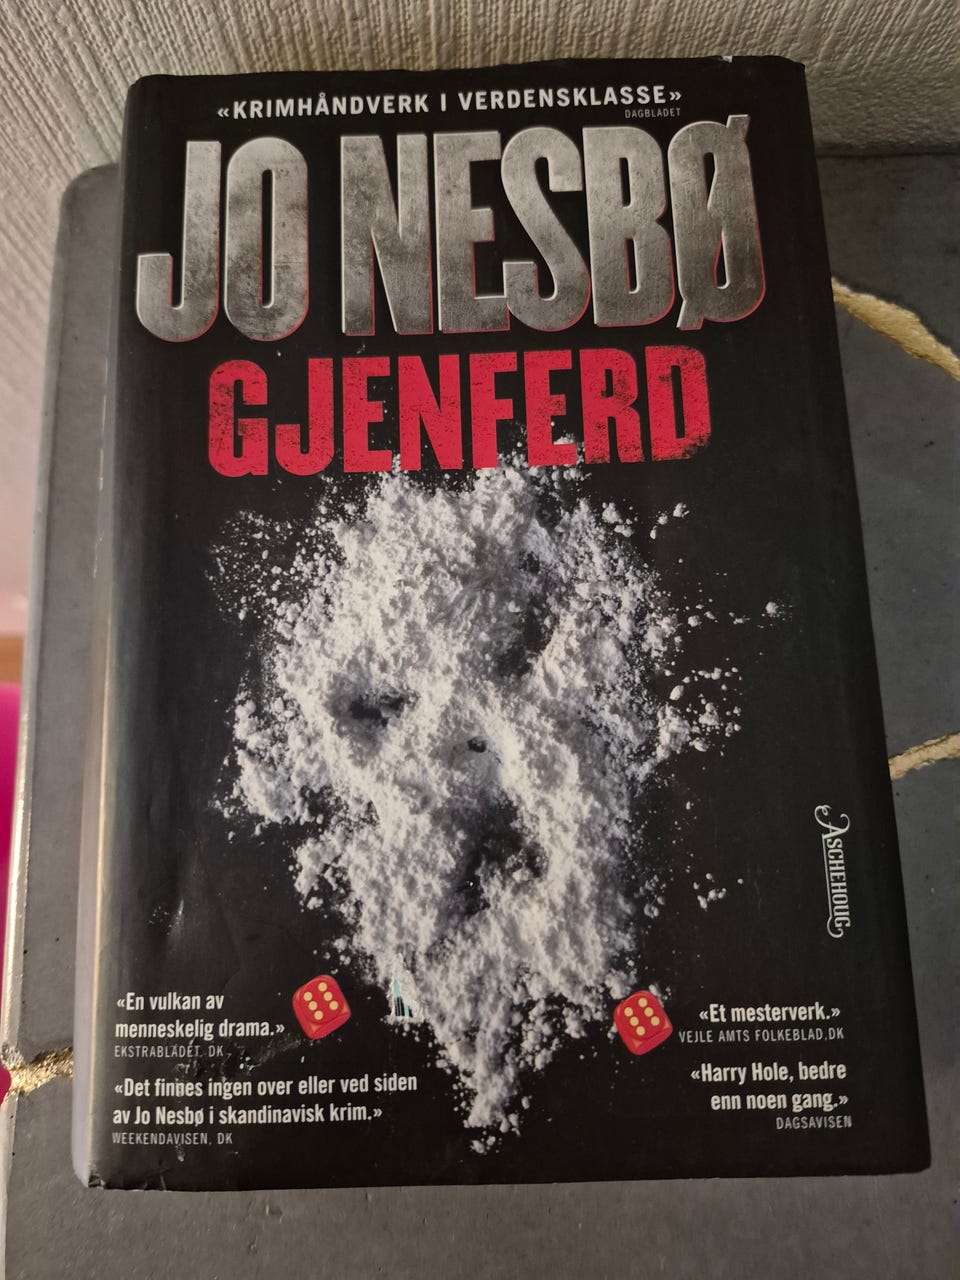 «KRIMHÅNDVERK I VERDENSKLASSE»
DAGBLADET
JO NESBØ
GJENFERD
ASCHEHOUG
«En vulkan av
menneskelig drama.»
EKSTRABLADET, DK
«Det finnes ingen over eller ved siden
av Jo Nesbø i skandinavisk krim.»
WEEKENDAVISEN, DK
«Et mesterverk.»
VEJLE AMTS FOLKEBLAD,DK
«Harry Hole, bedre
enn noen gang.»
DAGSAVISEN